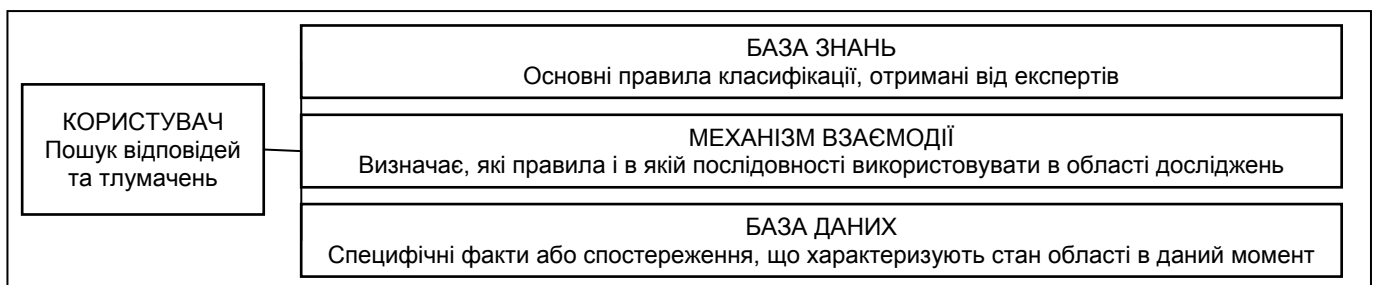 КОРИСТУВАЧ
Пошук відповідей
та тлумачень
БАЗА ЗНАНЬ
Основні правила класифікації, отримані від експертів
МЕХАНІЗМ ВЗАЄМОДІЇ
Визначає, які правила і в якій послідовності використовувати в області досліджень
БАЗА ДАНИХ
Специфічні факти або спостереження, що характеризують стан області в даний момент